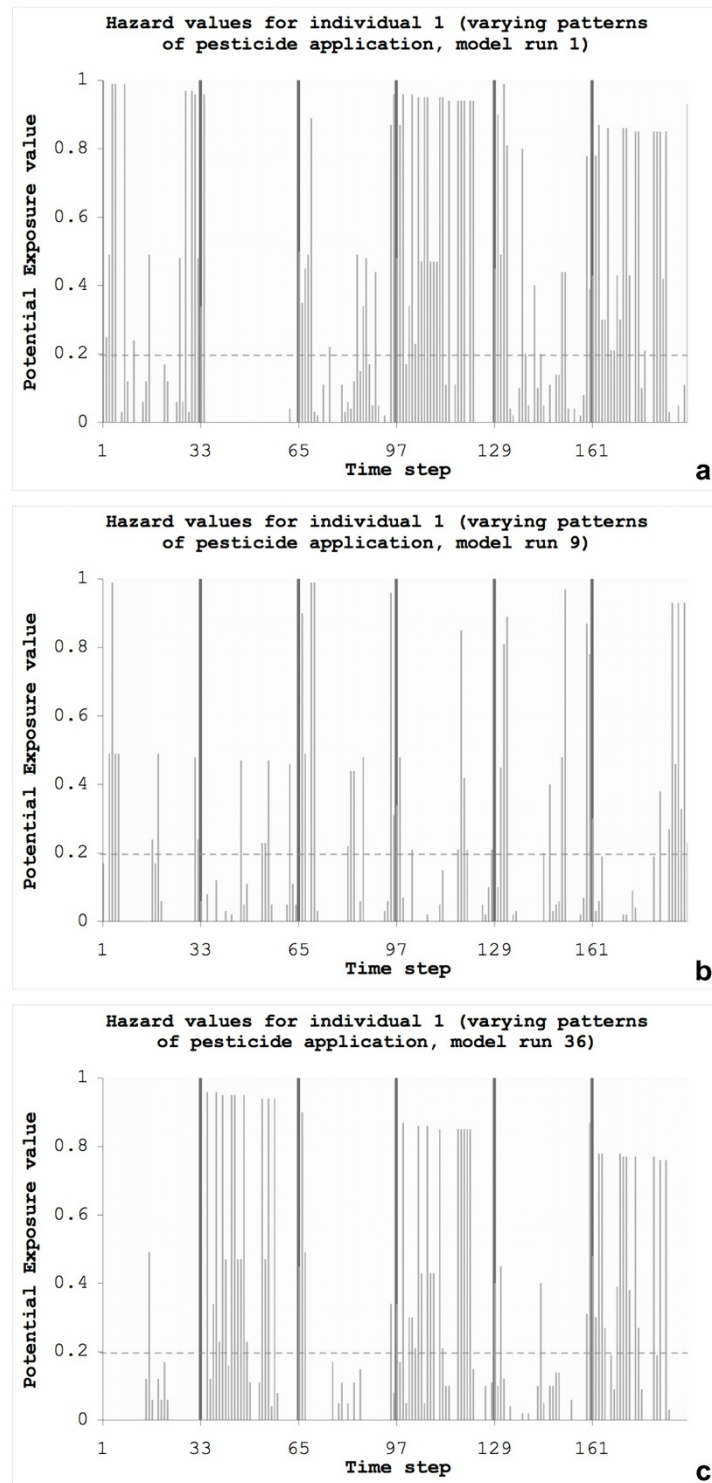 Hazard values for individual 1 (varying patterns
of pesticide application, model run 1)
Potential Exposure value
1
0.8
0.6
0.4
0.2
0
1 33 65 97 129 161
Time step
a
Hazard values for individual 1 (varying patterns
of pesticide application, model run 9)
Potential Exposure value
1
0.8
0.6
0.4
0.2
0
1 33 65 97 129 161
Time step
b
Hazard values for individual 1 (varying patterns
of pesticide application, model run 36)
Potential Exposure value
1
0.8
0.6
0.4
0.2
0
1 33 65 97 129 161
Time step
c